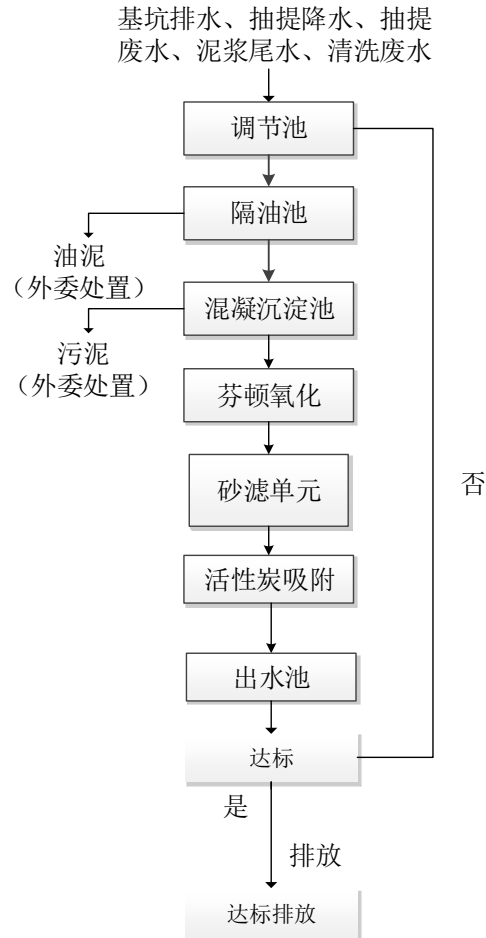 基坑排水、抽提降水、抽提
废水、泥浆尾水、清洗废水
调节池
隔油池
油泥
（外委处置）
混凝沉淀池
污泥
（外委处置）
芬顿氧化
否
砂滤单元
活性炭吸附
出水池
达标
是
排放
达标排放